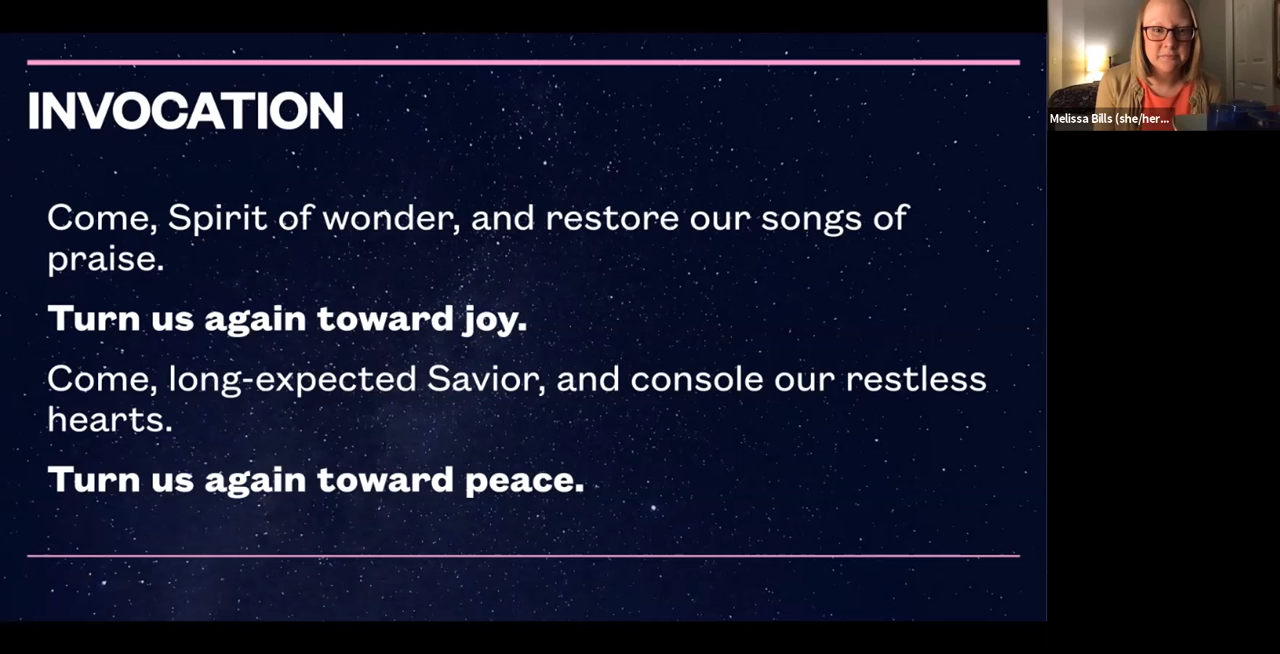 INVOCATION
Come, Spirit of wonder, and restore our songs of
praise.
Turn us again toward joy.
Come, long-expected Savior, and console our restless
hearts.
Turn us again toward peace.
Melissa Bills (she/her...